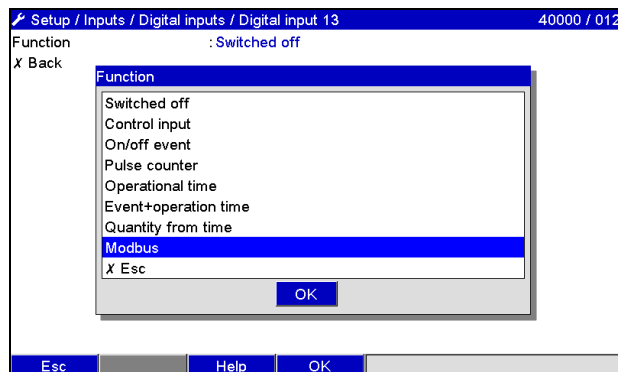 Setup / Inputs / Digital inputs / Digital input 13 40000 / 012
Function : Switched off
X Back
Function
Switched off
Control input
On/off event
Pulse counter
Operational time
Event+operation time
Quantity from time
Modbus
X Esc
OK
Esc Help OK